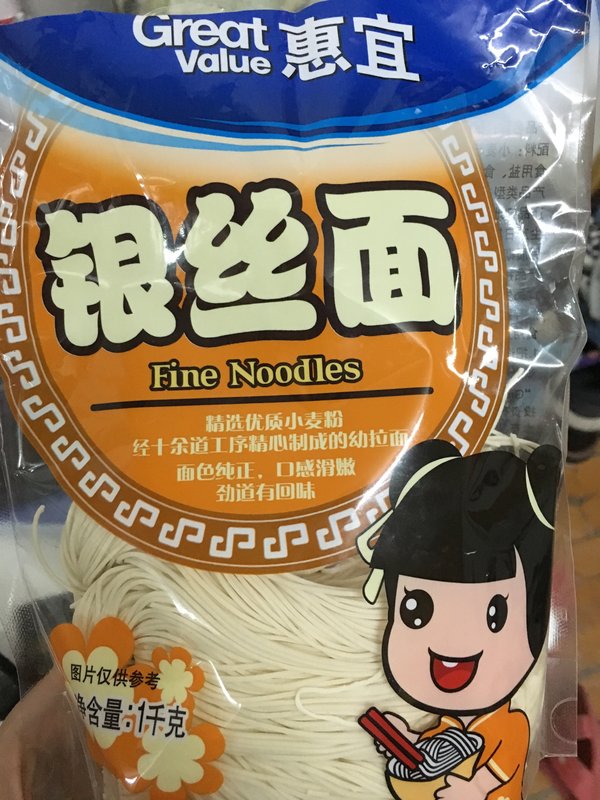 Great Value 惠宜
银丝面
Fine Noodles
精选优质小麦粉
经十余道工序精心制成的幼拉面
面色纯正，口感滑嫩
劲道有回味
图片仅供参考
净含量:1千克